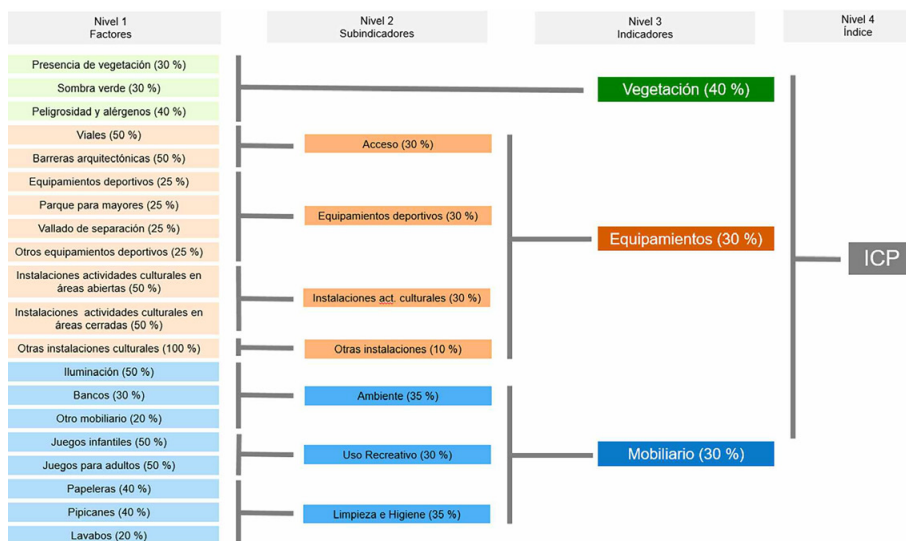 Nivel 1
Factores
Nivel 2
Subindicadores
Nivel 3
Indicadores
Nivel 4
Índice
Presencia de vegetación (30 %)
Sombra verde (30 %)
Peligrosidad y alérgenos (40 %)
Viales (50 %)
Barreras arquitectónicas (50 %)
Equipamientos deportivos (25 %)
Parque para mayores (25 %)
Vallado de separación (25 %)
Otros equipamientos deportivos (25 %)
Instalaciones actividades culturales en
áreas abiertas (50 %)
Instalaciones actividades culturales en
áreas cerradas (50 %)
Otras instalaciones culturales (100 %)
Iluminación (50 %)
Bancos (30 %)
Otro mobiliario (20 %)
Juegos infantiles (50 %)
Juegos para adultos (50 %)
Papeleras (40 %)
Pipicanes (40 %)
Lavabos (20 %)
Acceso (30 %)
Equipamientos deportivos (30 %)
Instalaciones act. culturales (30 %)
Otras instalaciones (10 %)
Ambiente (35 %)
Uso Recreativo (30 %)
Limpieza e Higiene (35 %)
Vegetación (40 %)
Equipamientos (30 %)
Mobiliario (30 %)
ICP